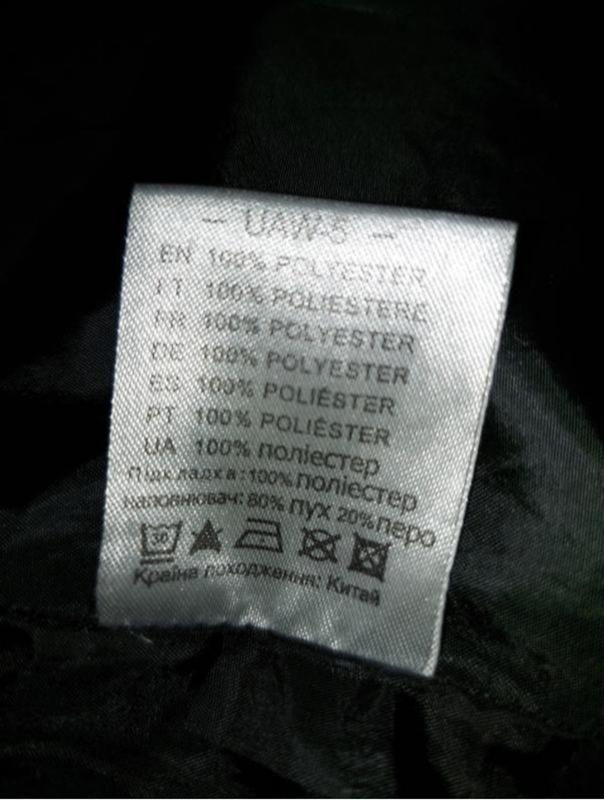 - UAW-5 -
EN 100% POLYESTER
IT 100% POLIESTERE
FR 100% POLYESTER
DE 100% POLYESTER
ES 100% POLIÉSTER
PT 100% POLIÉSTER
UA 100% поліестер
Підкладка:100% поліестер
наповнювач: 80% пух 20% перо
30
Країна походження: Китай